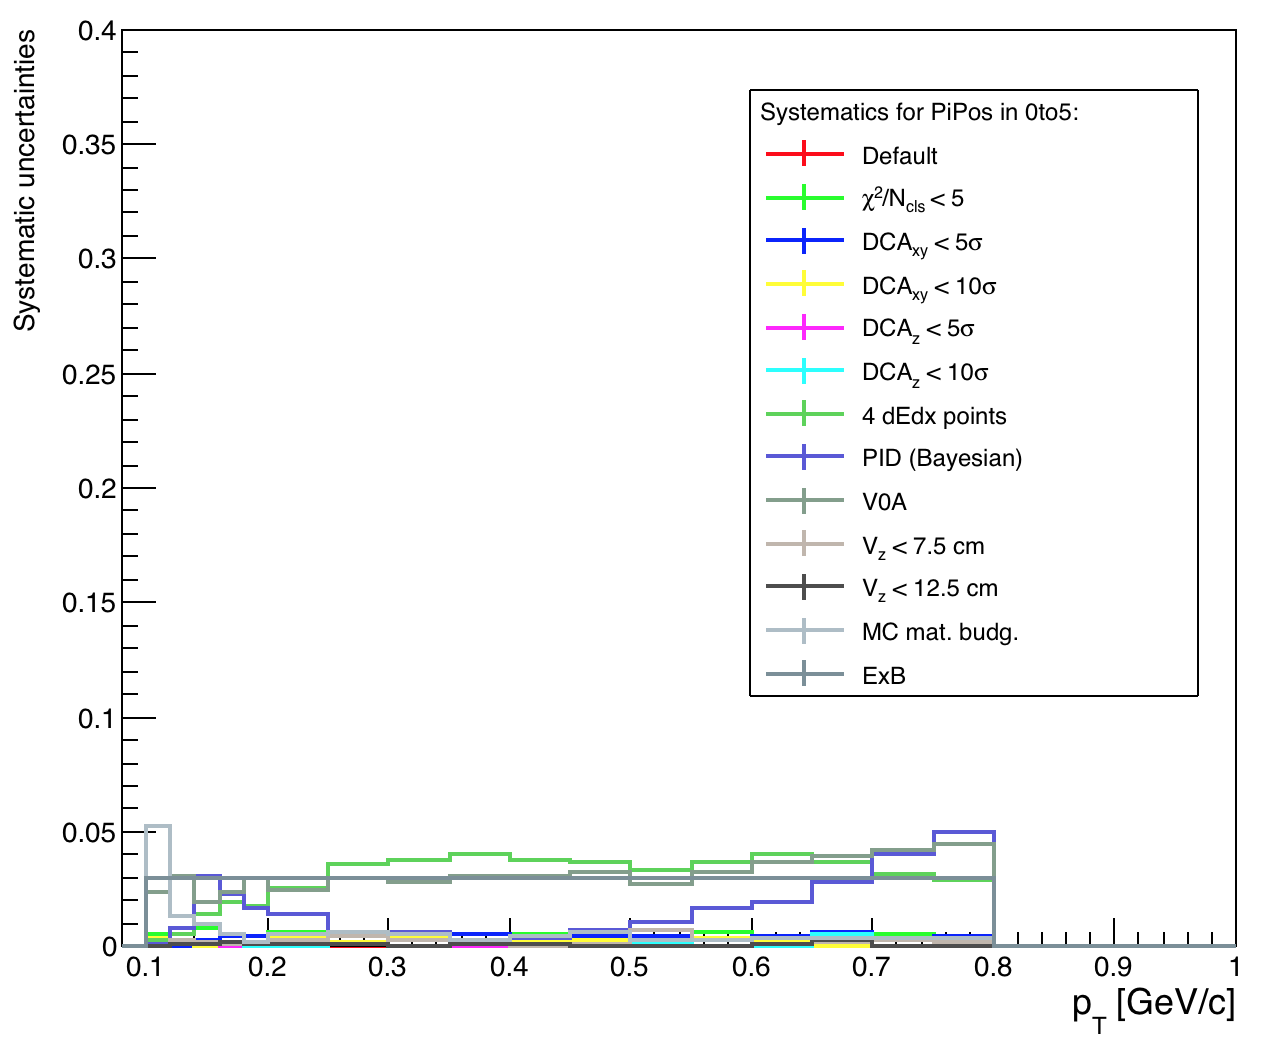 Systematic uncertainties
0.4
0.35
0.3
0.25
0.2
0.15
0.1
0.05
0
Systematics for PiPos in 0to5:
Default
χ²/N_cls < 5
DCA_xy < 5σ
DCA_xy < 10σ
DCA_z < 5σ
DCA_z < 10σ
4 dEdx points
PID (Bayesian)
V0A
V_z < 7.5 cm
V_z < 12.5 cm
MC mat. budg.
ExB
0.1 0.2 0.3 0.4 0.5 0.6 0.7 0.8 0.9 1
p_T [GeV/c]